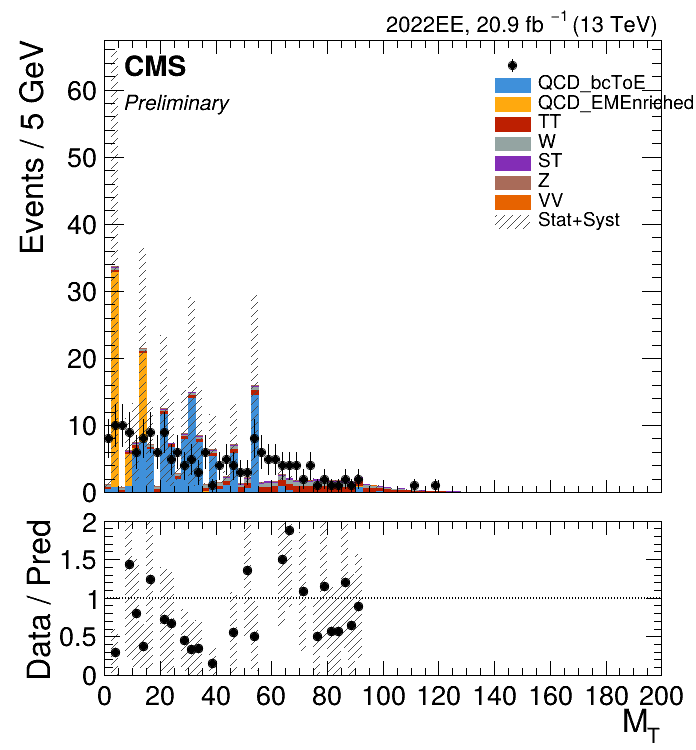 2022EE, 20.9 fb⁻¹ (13 TeV)
CMS
Preliminary
QCD_bcToE
QCD_EMEnriehed
TT
W
ST
Z
VV
Stat+Syst
Events / 5 GeV
60
50
40
30
20
10
0
Data / Pred
2
1.5
1
0.5
0
0 20 40 60 80 100 120 140 160 180 200
M_T